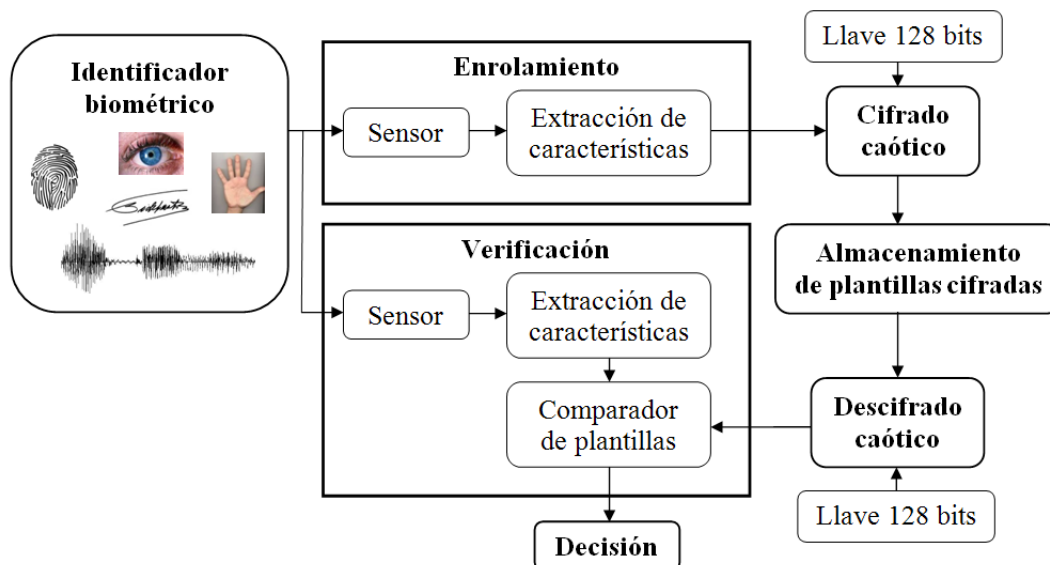 Identificador
biométrico
Enrolamiento
Sensor
Extracción de
características
Llave 128 bits
Cifrado
caótico
Almacenamiento
de plantillas cifradas
Verificación
Sensor
Extracción de
características
Comparador
de plantillas
Descifrado
caótico
Llave 128 bits
Decisión